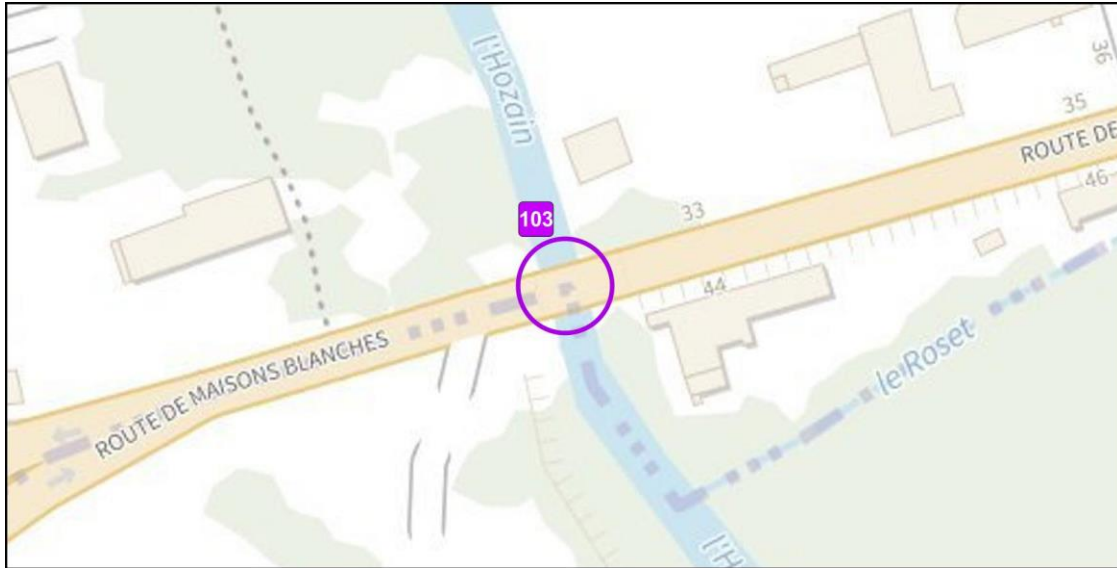 l'Hozain
36
35
ROUTE DE
46
103
33
44
ROUTE DE MAISONS BLANCHES
le Roset
l'H